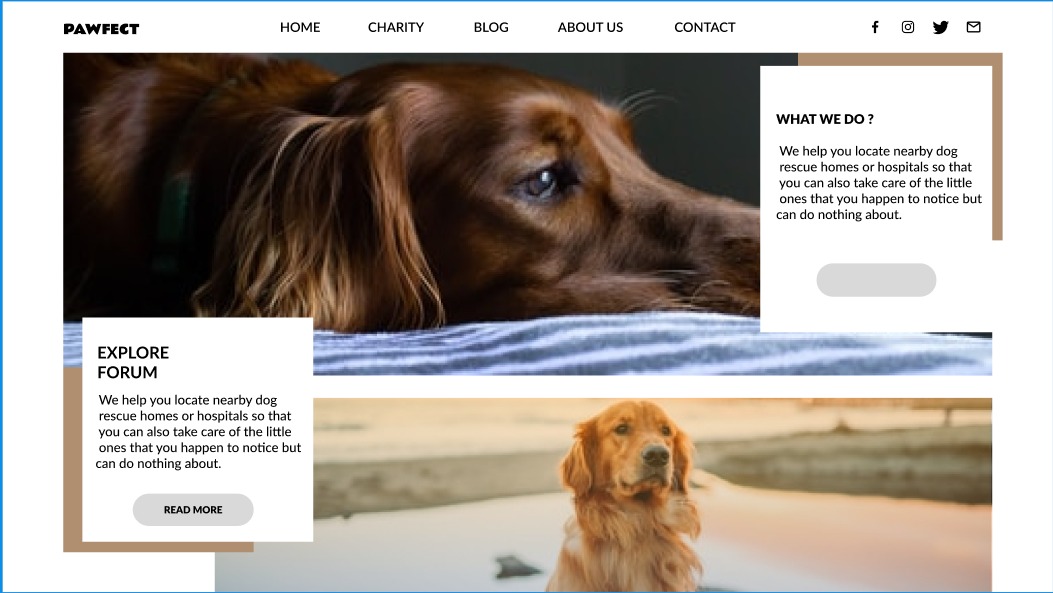 PAWFECT
HOME
CHARITY
BLOG
ABOUT US
CONTACT
WHAT WE DO ?
We help you locate nearby dog
rescue homes or hospitals so that
you can also take care of the little
ones that you happen to notice but
can do nothing about.
EXPLORE
FORUM
We help you locate nearby dog
rescue homes or hospitals so that
you can also take care of the little
ones that you happen to notice but
can do nothing about.
READ MORE